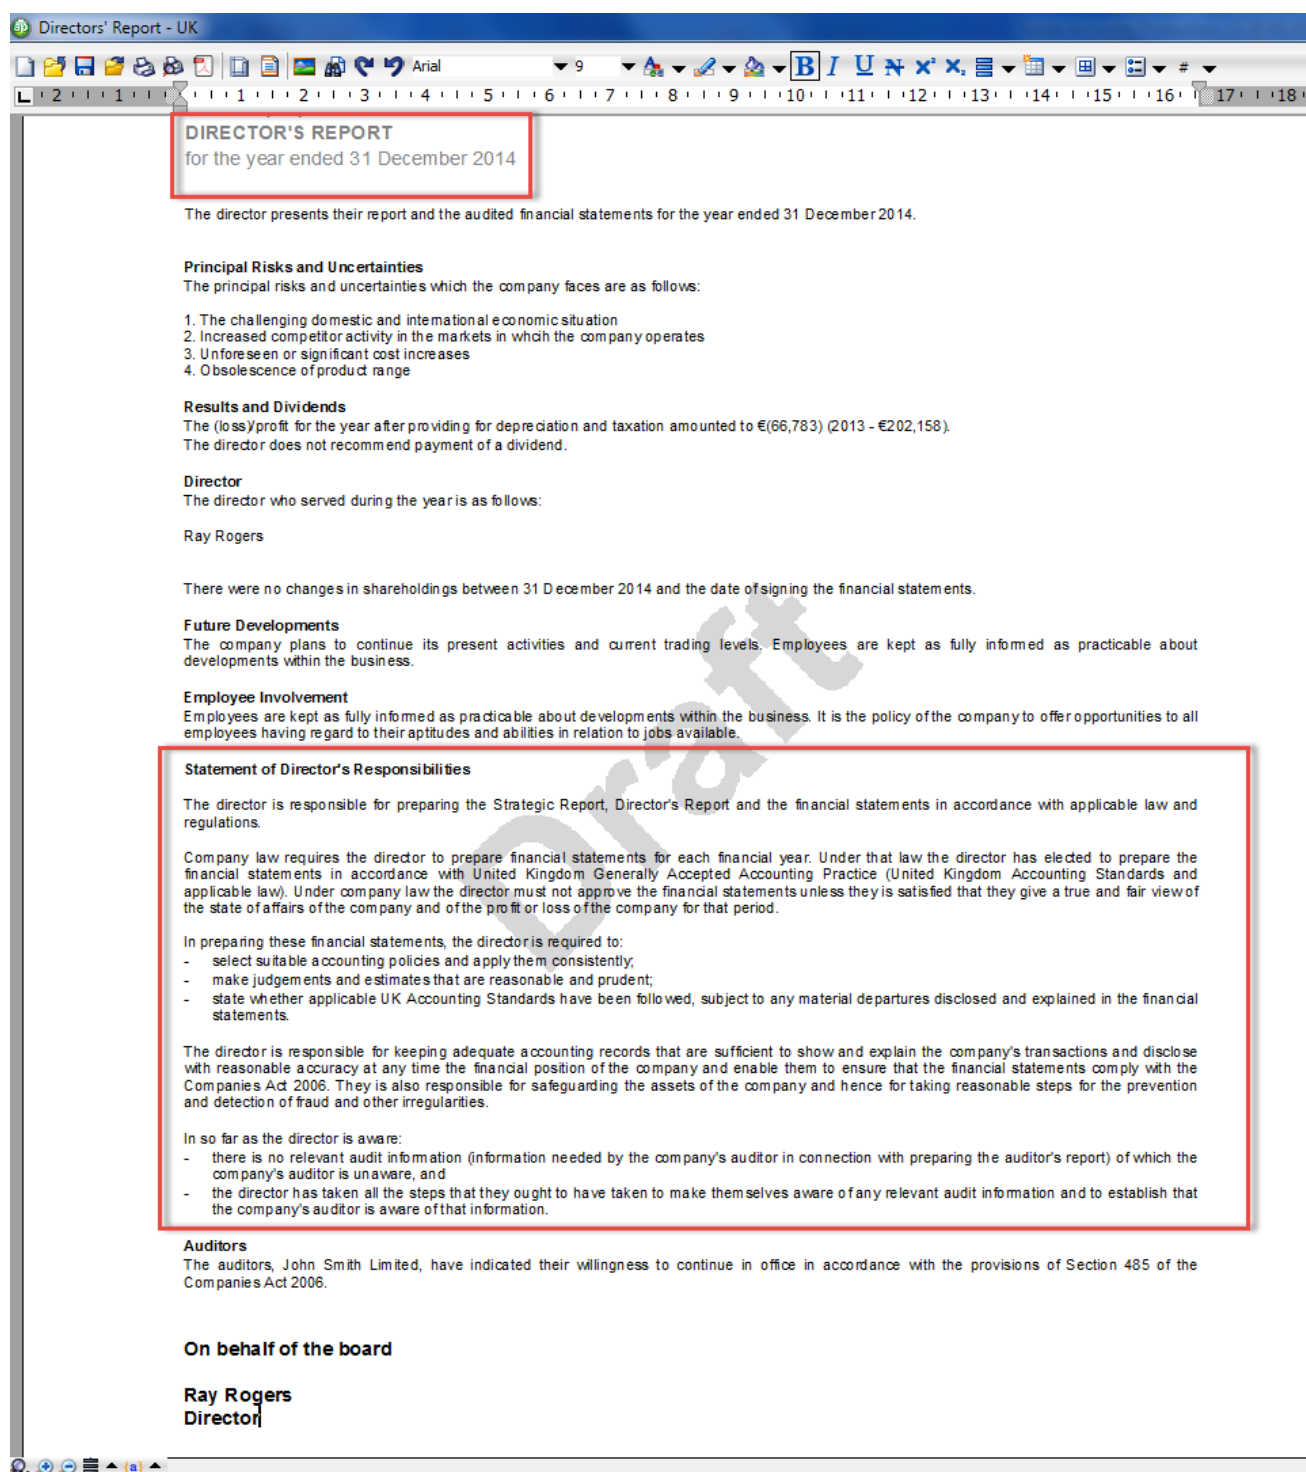 Directors' Report - UK
Arial 9 B I U N X² X₂ #
L 2 1 1 2 3 4 5 6 7 8 9 10 11 12 13 14 15 16 17 18
DIRECTOR'S REPORT
for the year ended 31 December 2014
The director presents their report and the audited financial statements for the year ended 31 December 2014.
Principal Risks and Uncertainties
The principal risks and uncertainties which the company faces are as follows:
1. The challenging domestic and international economic situation
2. Increased competitor activity in the markets in whcih the company operates
3. Unforeseen or significant cost increases
4. Obsolescence of product range
Results and Dividends
The (loss)/profit for the year after providing for depreciation and taxation amounted to €(66,783) (2013 - €202,158).
The director does not recommend payment of a dividend.
Director
The director who served during the year is as follows:
Ray Rogers
There were no changes in shareholdings between 31 December 2014 and the date of signing the financial statements.
Future Developments
The company plans to continue its present activities and current trading levels. Employees are kept as fully informed as practicable about
developments within the business.
Employee Involvement
Employees are kept as fully informed as practicable about developments within the business. It is the policy of the company to offer opportunities to all
employees having regard to their aptitudes and abilities in relation to jobs available.
Draft
Statement of Director's Responsibilities
The director is responsible for preparing the Strategic Report, Director's Report and the financial statements in accordance with applicable law and
regulations.
Company law requires the director to prepare financial statements for each financial year. Under that law the director has elected to prepare the
financial statements in accordance with United Kingdom Generally Accepted Accounting Practice (United Kingdom Accounting Standards and
applicable law). Under company law the director must not approve the financial statements unless they is satisfied that they give a true and fair view of
the state of affairs of the company and of the profit or loss of the company for that period.
In preparing these financial statements, the director is required to:
- select suitable accounting policies and apply them consistently;
- make judgements and estimates that are reasonable and prudent;
- state whether applicable UK Accounting Standards have been followed, subject to any material departures disclosed and explained in the financial
statements.
The director is responsible for keeping adequate accounting records that are sufficient to show and explain the company's transactions and disclose
with reasonable accuracy at any time the financial position of the company and enable them to ensure that the financial statements comply with the
Companies Act 2006. They is also responsible for safeguarding the assets of the company and hence for taking reasonable steps for the prevention
and detection of fraud and other irregularities.
In so far as the director is aware:
- there is no relevant audit information (information needed by the company's auditor in connection with preparing the auditor's report) of which the
company's auditor is unaware, and
- the director has taken all the steps that they ought to have taken to make themselves aware of any relevant audit information and to establish that
the company's auditor is aware of that information.
Auditors
The auditors, John Smith Limited, have indicated their willingness to continue in office in accordance with the provisions of Section 485 of the
Companies Act 2006.
On behalf of the board
Ray Rogers
Director
{a}